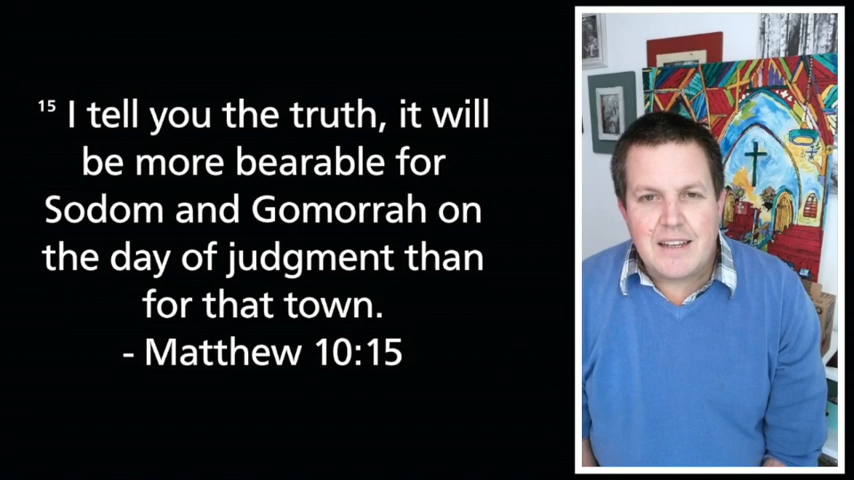 ¹⁵ I tell you the truth, it will
be more bearable for
Sodom and Gomorrah on
the day of judgment than
for that town.
- Matthew 10:15